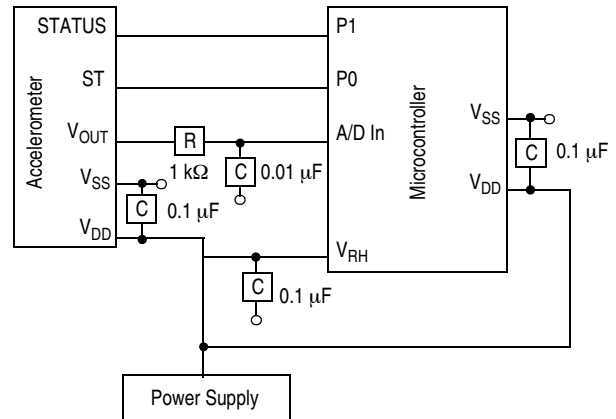 STATUS
P1
ST
P0
Accelerometer
Microcontroller
VOUT
R
A/D In
1 kΩ
C
0.01 µF
VSS
C
0.1 µF
VDD
VSS
C
0.1 µF
VDD
VRH
C
0.1 µF
Power Supply